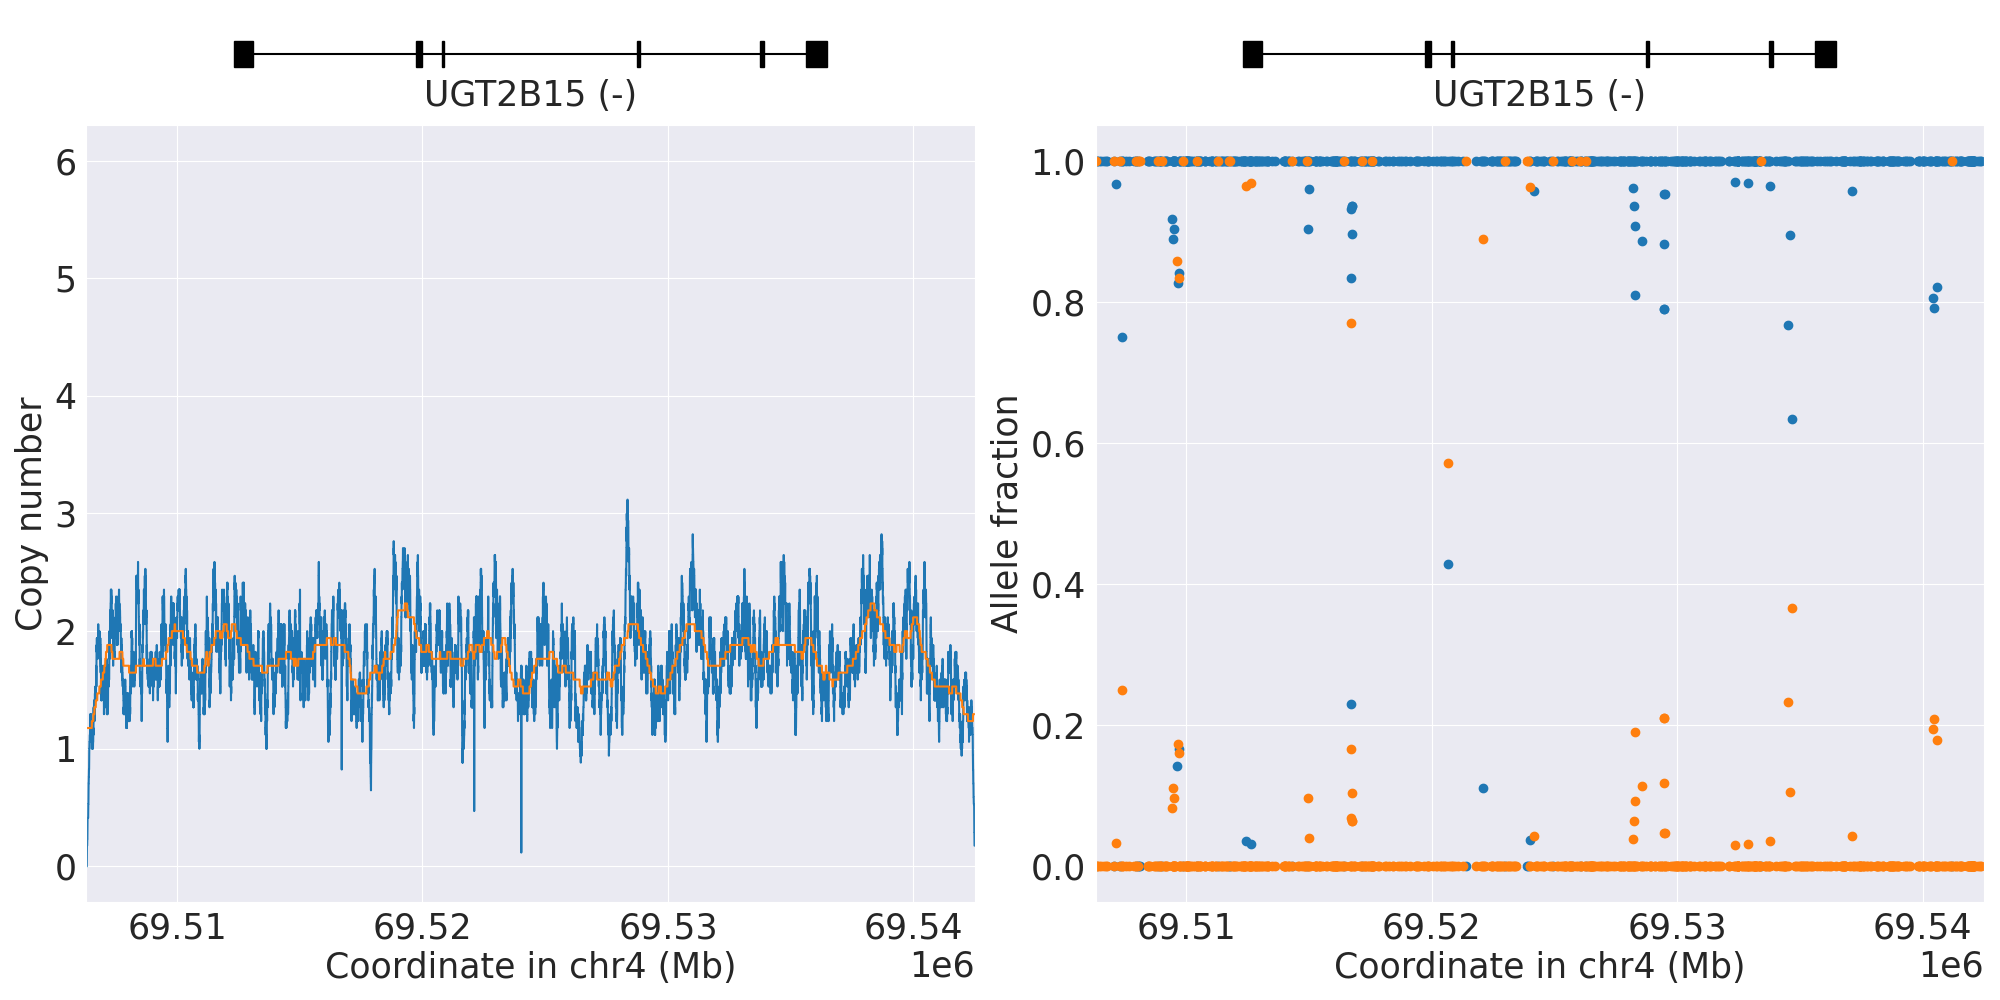 UGT2B15 (-)
Copy number
6
5
4
3
2
1
0
69.51 69.52 69.53 69.54
Coordinate in chr4 (Mb)
1e6
UGT2B15 (-)
Allele fraction
1.0
0.8
0.6
0.4
0.2
0.0
69.51 69.52 69.53 69.54
Coordinate in chr4 (Mb)
1e6